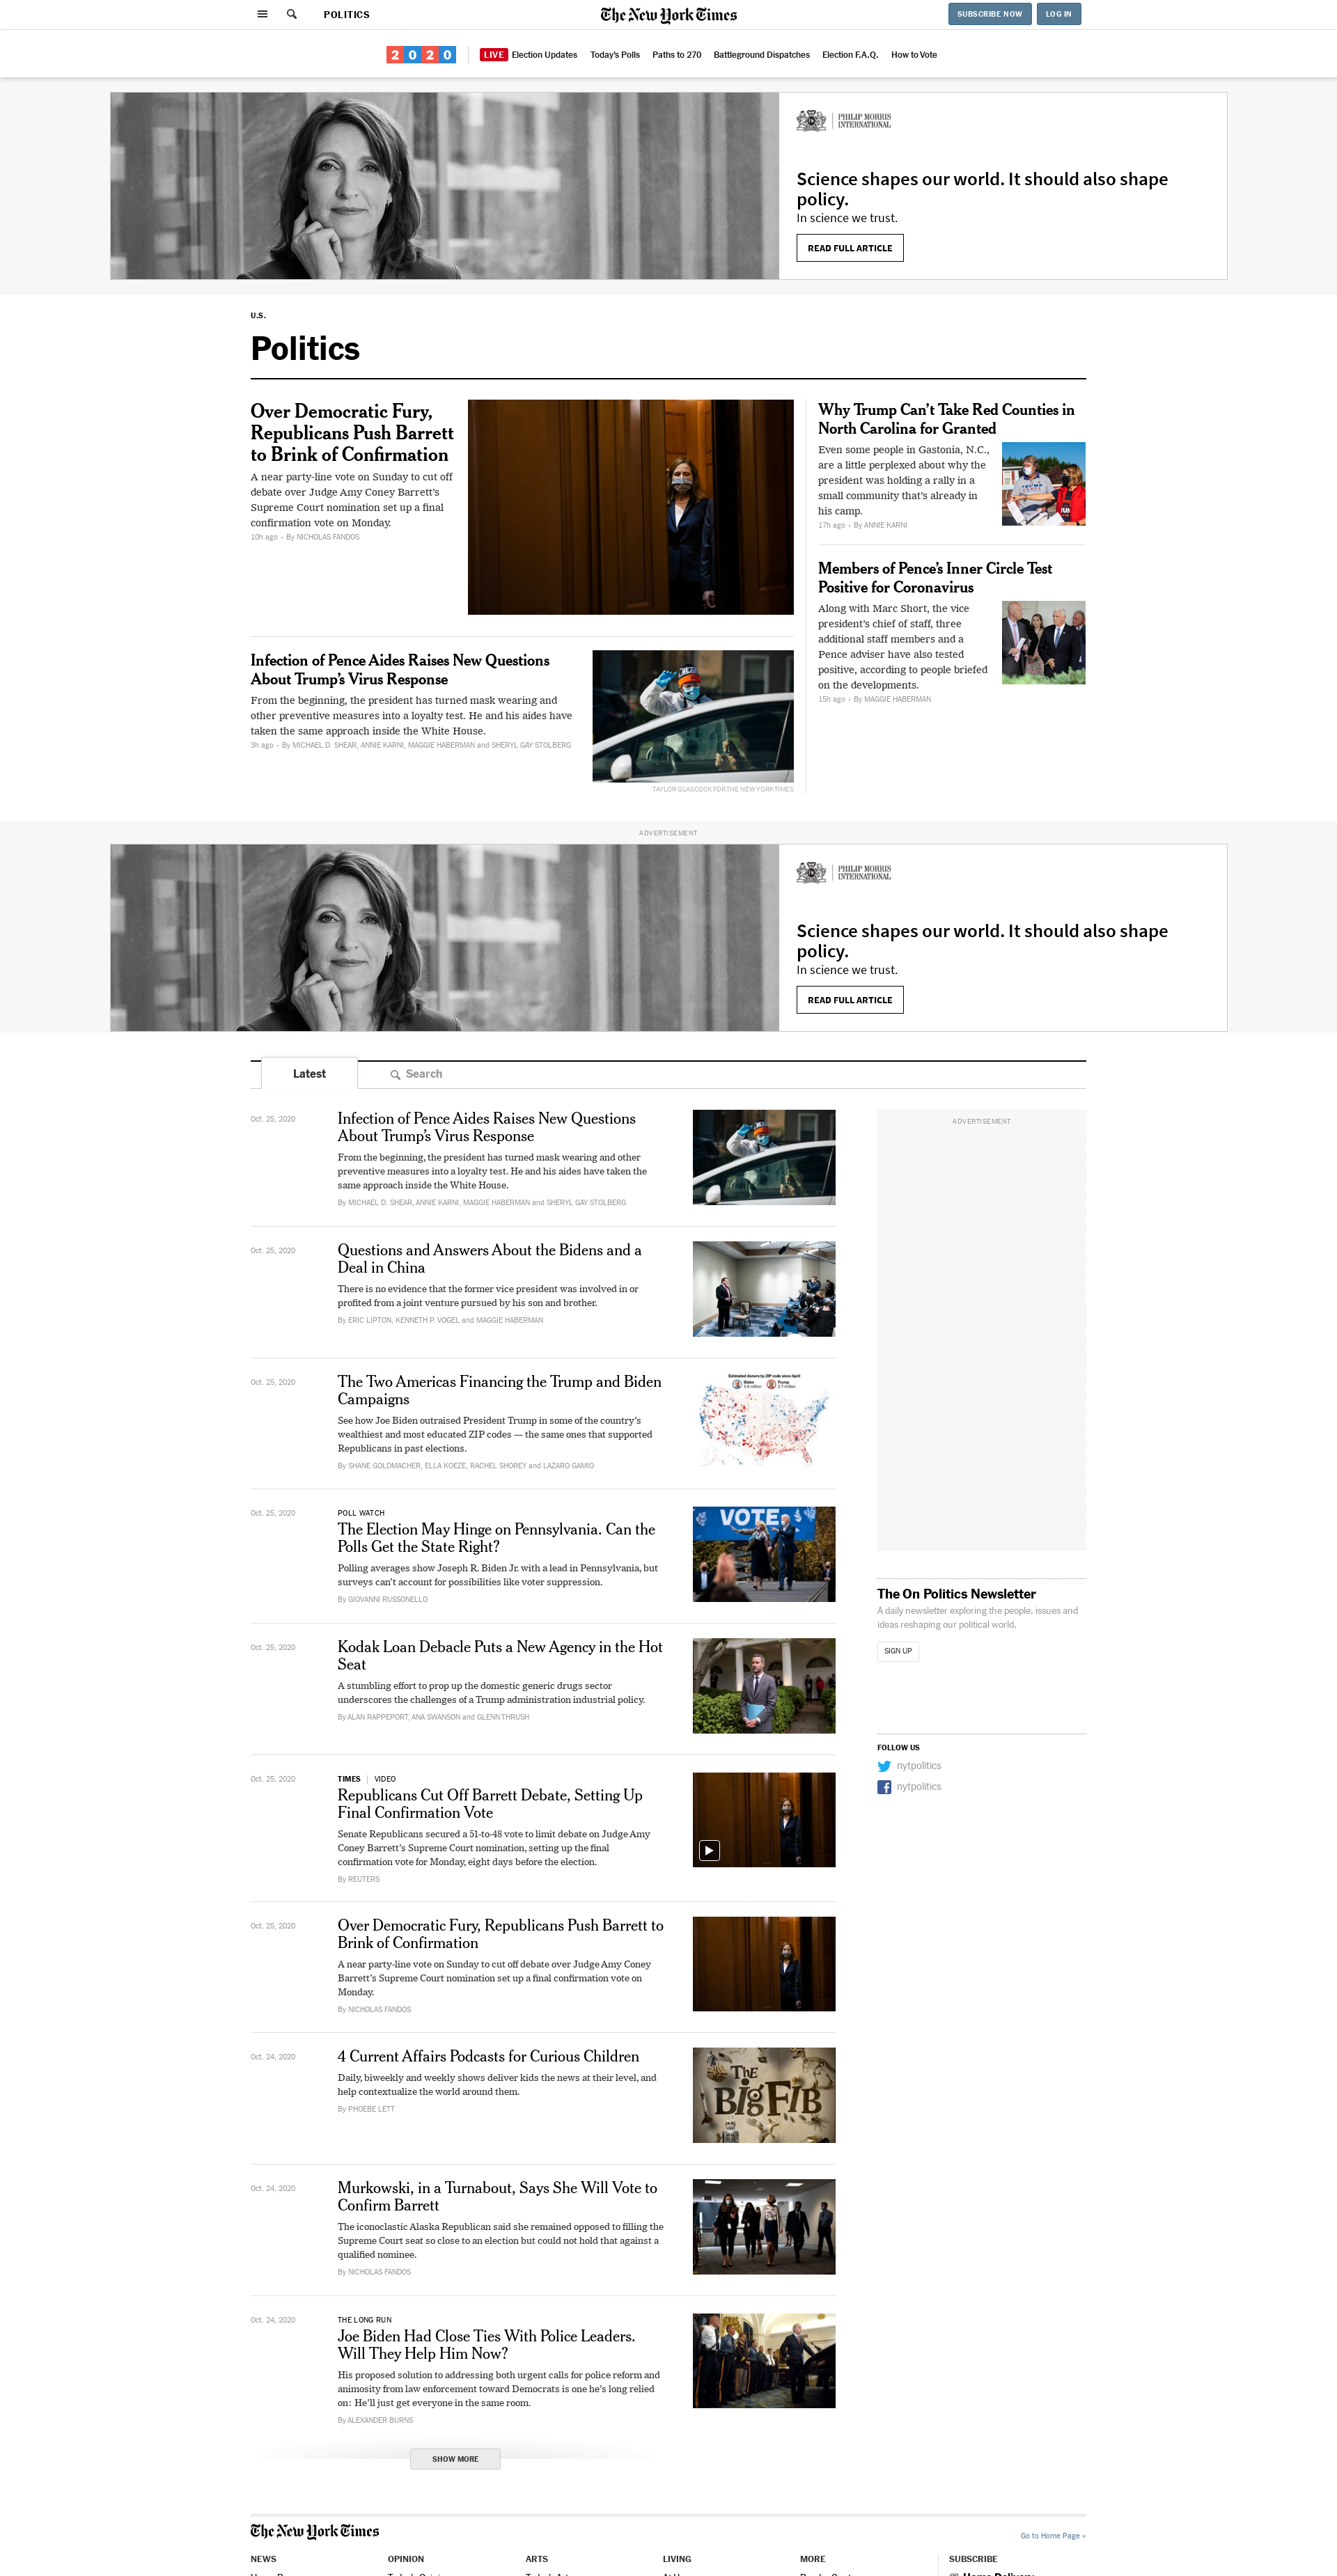 POLITICS
The New York Times
SUBSCRIBE NOW
LOG IN
2020
LIVE Election Updates
Today's Polls
Paths to 270
Battleground Dispatches
Election F.A.Q.
How to Vote
PHILIP MORRIS
INTERNATIONAL
Science shapes our world. It should also shape
policy.
In science we trust.
READ FULL ARTICLE
U.S.
Politics
Over Democratic Fury,
Republicans Push Barrett
to Brink of Confirmation
A near party-line vote on Sunday to cut off
debate over Judge Amy Coney Barrett's
Supreme Court nomination set up a final
confirmation vote on Monday.
10h ago • By NICHOLAS FANDOS
Infection of Pence Aides Raises New Questions
About Trump's Virus Response
From the beginning, the president has turned mask wearing and
other preventive measures into a loyalty test. He and his aides have
taken the same approach inside the White House.
3h ago • By MICHAEL D. SHEAR, ANNIE KARNI, MAGGIE HABERMAN and SHERYL GAY STOLBERG
TAYLOR GLASCOCK FOR THE NEW YORK TIMES
Why Trump Can't Take Red Counties in
North Carolina for Granted
Even some people in Gastonia, N.C.,
are a little perplexed about why the
president was holding a rally in a
small community that's already in
his camp.
17h ago • By ANNIE KARNI
Members of Pence's Inner Circle Test
Positive for Coronavirus
Along with Marc Short, the vice
president's chief of staff, three
additional staff members and a
Pence adviser have also tested
positive, according to people briefed
on the developments.
15h ago • By MAGGIE HABERMAN
ADVERTISEMENT
PHILIP MORRIS
INTERNATIONAL
Science shapes our world. It should also shape
policy.
In science we trust.
READ FULL ARTICLE
Latest
Search
Oct. 25, 2020
Infection of Pence Aides Raises New Questions
About Trump's Virus Response
From the beginning, the president has turned mask wearing and other
preventive measures into a loyalty test. He and his aides have taken the
same approach inside the White House.
By MICHAEL D. SHEAR, ANNIE KARNI, MAGGIE HABERMAN and SHERYL GAY STOLBERG
Oct. 25, 2020
Questions and Answers About the Bidens and a
Deal in China
There is no evidence that the former vice president was involved in or
profited from a joint venture pursued by his son and brother.
By ERIC LIPTON, KENNETH P. VOGEL and MAGGIE HABERMAN
Oct. 25, 2020
The Two Americas Financing the Trump and Biden
Campaigns
See how Joe Biden outraised President Trump in some of the country's
wealthiest and most educated ZIP codes — the same ones that supported
Republicans in past elections.
By SHANE GOLDMACHER, ELLA KOEZE, RACHEL SHOREY and LAZARO GAMIO
Estimated donors by ZIP code since April
Biden
Trump
Oct. 25, 2020
POLL WATCH
The Election May Hinge on Pennsylvania. Can the
Polls Get the State Right?
Polling averages show Joseph R. Biden Jr. with a lead in Pennsylvania, but
surveys can't account for possibilities like voter suppression.
By GIOVANNI RUSSONELLO
VOTE
Oct. 25, 2020
Kodak Loan Debacle Puts a New Agency in the Hot
Seat
A stumbling effort to prop up the domestic generic drugs sector
underscores the challenges of a Trump administration industrial policy.
By ALAN RAPPEPORT, ANA SWANSON and GLENN THRUSH
Oct. 25, 2020
TIMES | VIDEO
Republicans Cut Off Barrett Debate, Setting Up
Final Confirmation Vote
Senate Republicans secured a 51-to-48 vote to limit debate on Judge Amy
Coney Barrett's Supreme Court nomination, setting up the final
confirmation vote for Monday, eight days before the election.
By REUTERS
Oct. 25, 2020
Over Democratic Fury, Republicans Push Barrett to
Brink of Confirmation
A near party-line vote on Sunday to cut off debate over Judge Amy Coney
Barrett's Supreme Court nomination set up a final confirmation vote on
Monday.
By NICHOLAS FANDOS
Oct. 24, 2020
4 Current Affairs Podcasts for Curious Children
Daily, biweekly and weekly shows deliver kids the news at their level, and
help contextualize the world around them.
By PHOEBE LETT
THE
BIG FIB
Oct. 24, 2020
Murkowski, in a Turnabout, Says She Will Vote to
Confirm Barrett
The iconoclastic Alaska Republican said she remained opposed to filling the
Supreme Court seat so close to an election but could not hold that against a
qualified nominee.
By NICHOLAS FANDOS
Oct. 24, 2020
THE LONG RUN
Joe Biden Had Close Ties With Police Leaders.
Will They Help Him Now?
His proposed solution to addressing both urgent calls for police reform and
animosity from law enforcement toward Democrats is one he's long relied
on: He'll just get everyone in the same room.
By ALEXANDER BURNS
SHOW MORE
ADVERTISEMENT
The On Politics Newsletter
A daily newsletter exploring the people, issues and
ideas reshaping our political world.
SIGN UP
FOLLOW US
nytpolitics
nytpolitics
The New York Times
Go to Home Page »
NEWS
OPINION
ARTS
LIVING
MORE
SUBSCRIBE